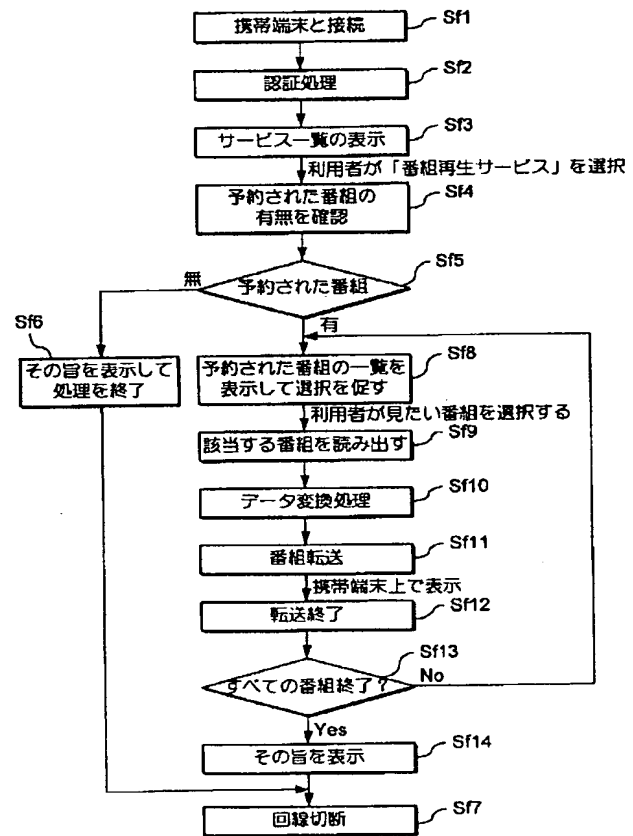 携帯端末と接続
Sf1
認証処理
Sf2
サービス一覧の表示
Sf3
利用者が「番組再生サービス」を選択
予約された番組の
有無を確認
Sf4
予約された番組
Sf5
無
有
Sf6
その旨を表示して
処理を終了
予約された番組の一覧を
表示して選択を促す
Sf8
利用者が見たい番組を選択する
該当する番組を読み出す
Sf9
データ変換処理
Sf10
番組転送
Sf11
携帯端末上で表示
転送終了
Sf12
すべての番組終了？
Sf13
No
Yes
その旨を表示
Sf14
回線切断
Sf7